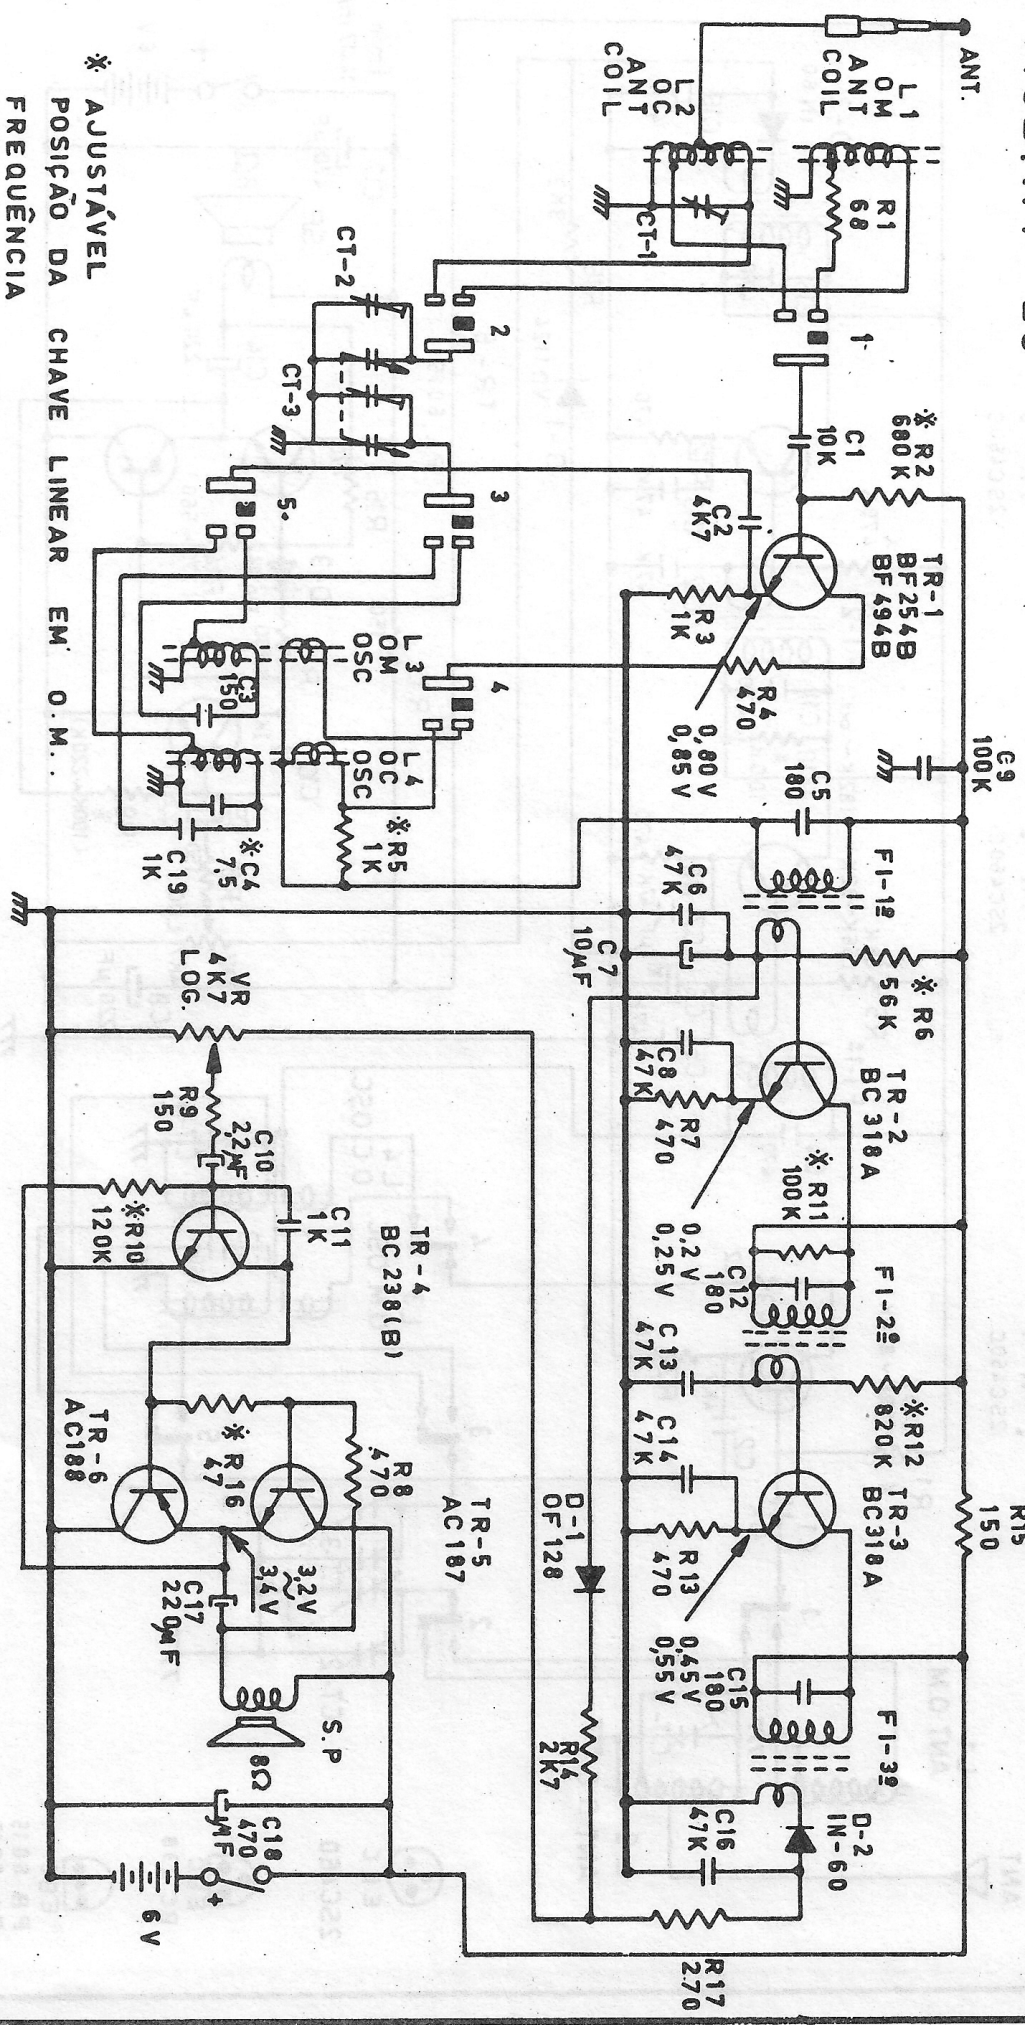 ANT.
L1
OM
ANT
COIL
L2
OC
ANT
COIL
R1
68
CT-1
CT-2
CT-3
1
2
3
4
5
C1
10K
※ R2
680K
TR-1
BF254B
BF494B
C2
4K7
R3
1K
R4
470
0,80V
0,85V
C9
100K
C5
180
FI-1ª
L3
OM
OSC
C3
150
L4
OC
OSC
※R5
1K
※C4
7,5
C19
1K
C6
47K
C7
10µF
※R6
56K
TR-2
BC318A
C8
47K
R7
470
0,2V
0,25V
※R11
100K
C12
180
FI-2ª
C13
47K
※R12
820K
C14
47K
TR-3
BC318A
R13
470
0,45V
0,55V
R15
150
C15
180
FI-3ª
D-2
IN-60
C16
47K
R17
270
D-1
OF128
R14
2K7
VR
4K7
LOG.
R9
150
C10
2,2µF
※R10
120K
C11
1K
TR-4
BC238(B)
※R16
47
R8
470
TR-5
AC187
TR-6
AC188
3,2V
~
3,4V
C17
220µF
S.P
8Ω
C18
470
µF
+
6V
※ AJUSTÁVEL
POSIÇÃO DA CHAVE LINEAR EM O.M.
FREQUÊNCIA